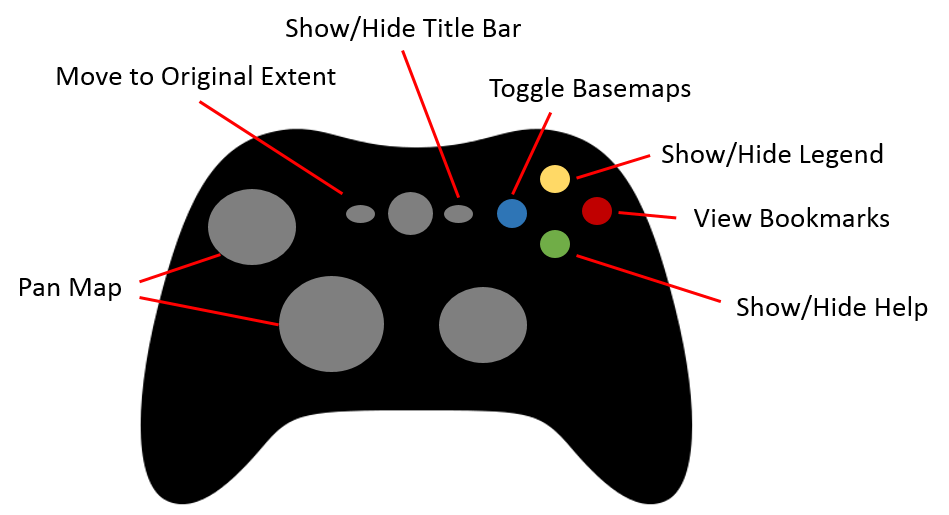 Show/Hide Title Bar
Move to Original Extent
Toggle Basemaps
Show/Hide Legend
View Bookmarks
Pan Map
Show/Hide Help